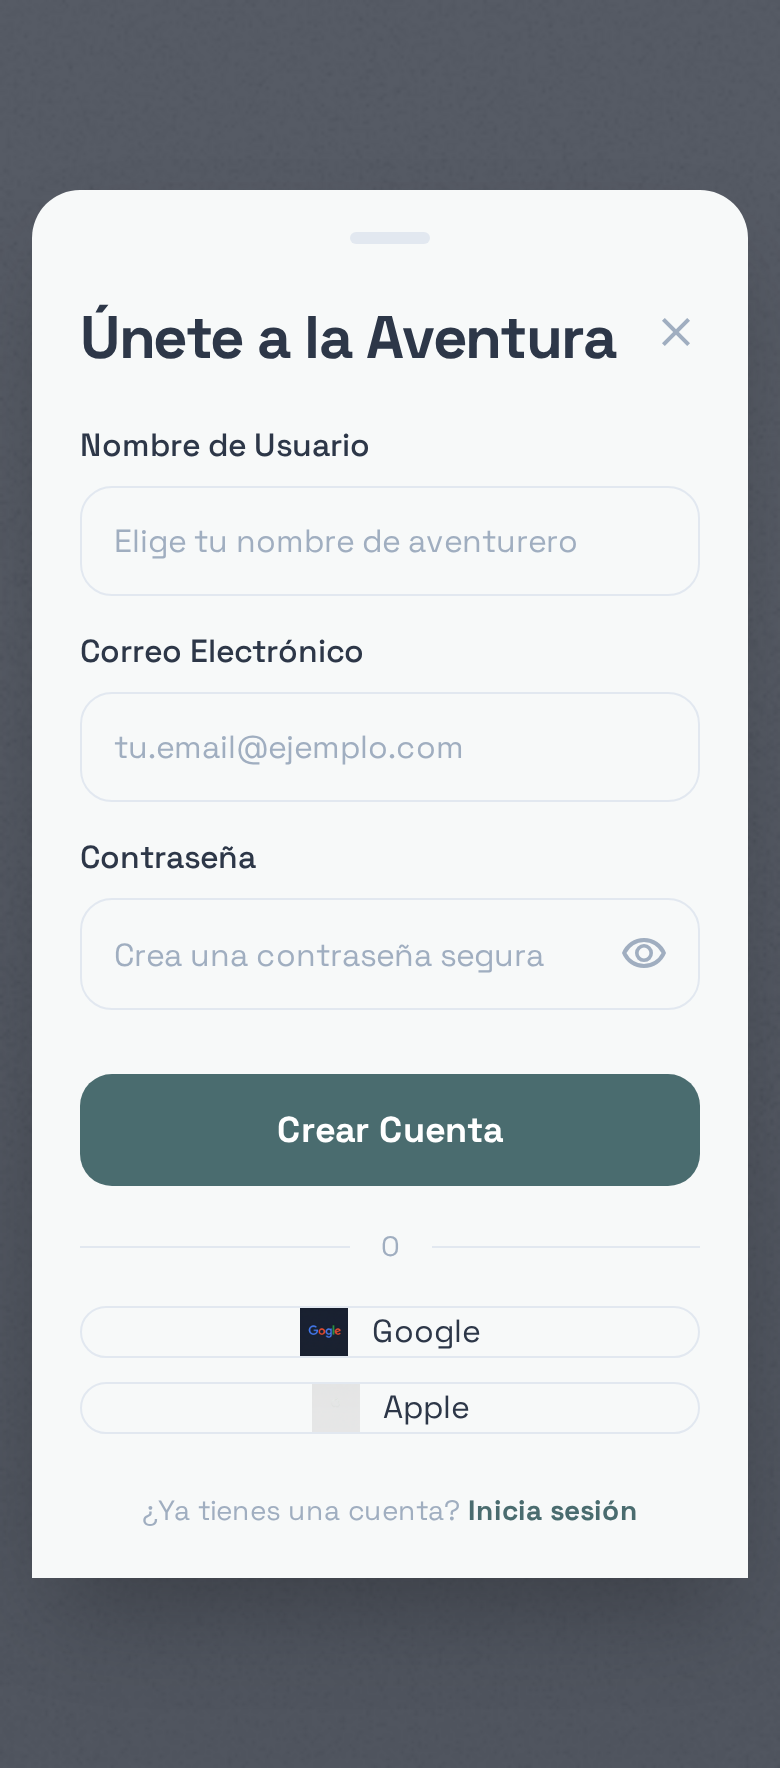 Únete a la Aventura
Nombre de Usuario
Elige tu nombre de aventurero
Correo Electrónico
tu.email@ejemplo.com
Contraseña
Crea una contraseña segura
Crear Cuenta
O
Gogle Google
Apple
¿Ya tienes una cuenta? Inicia sesión